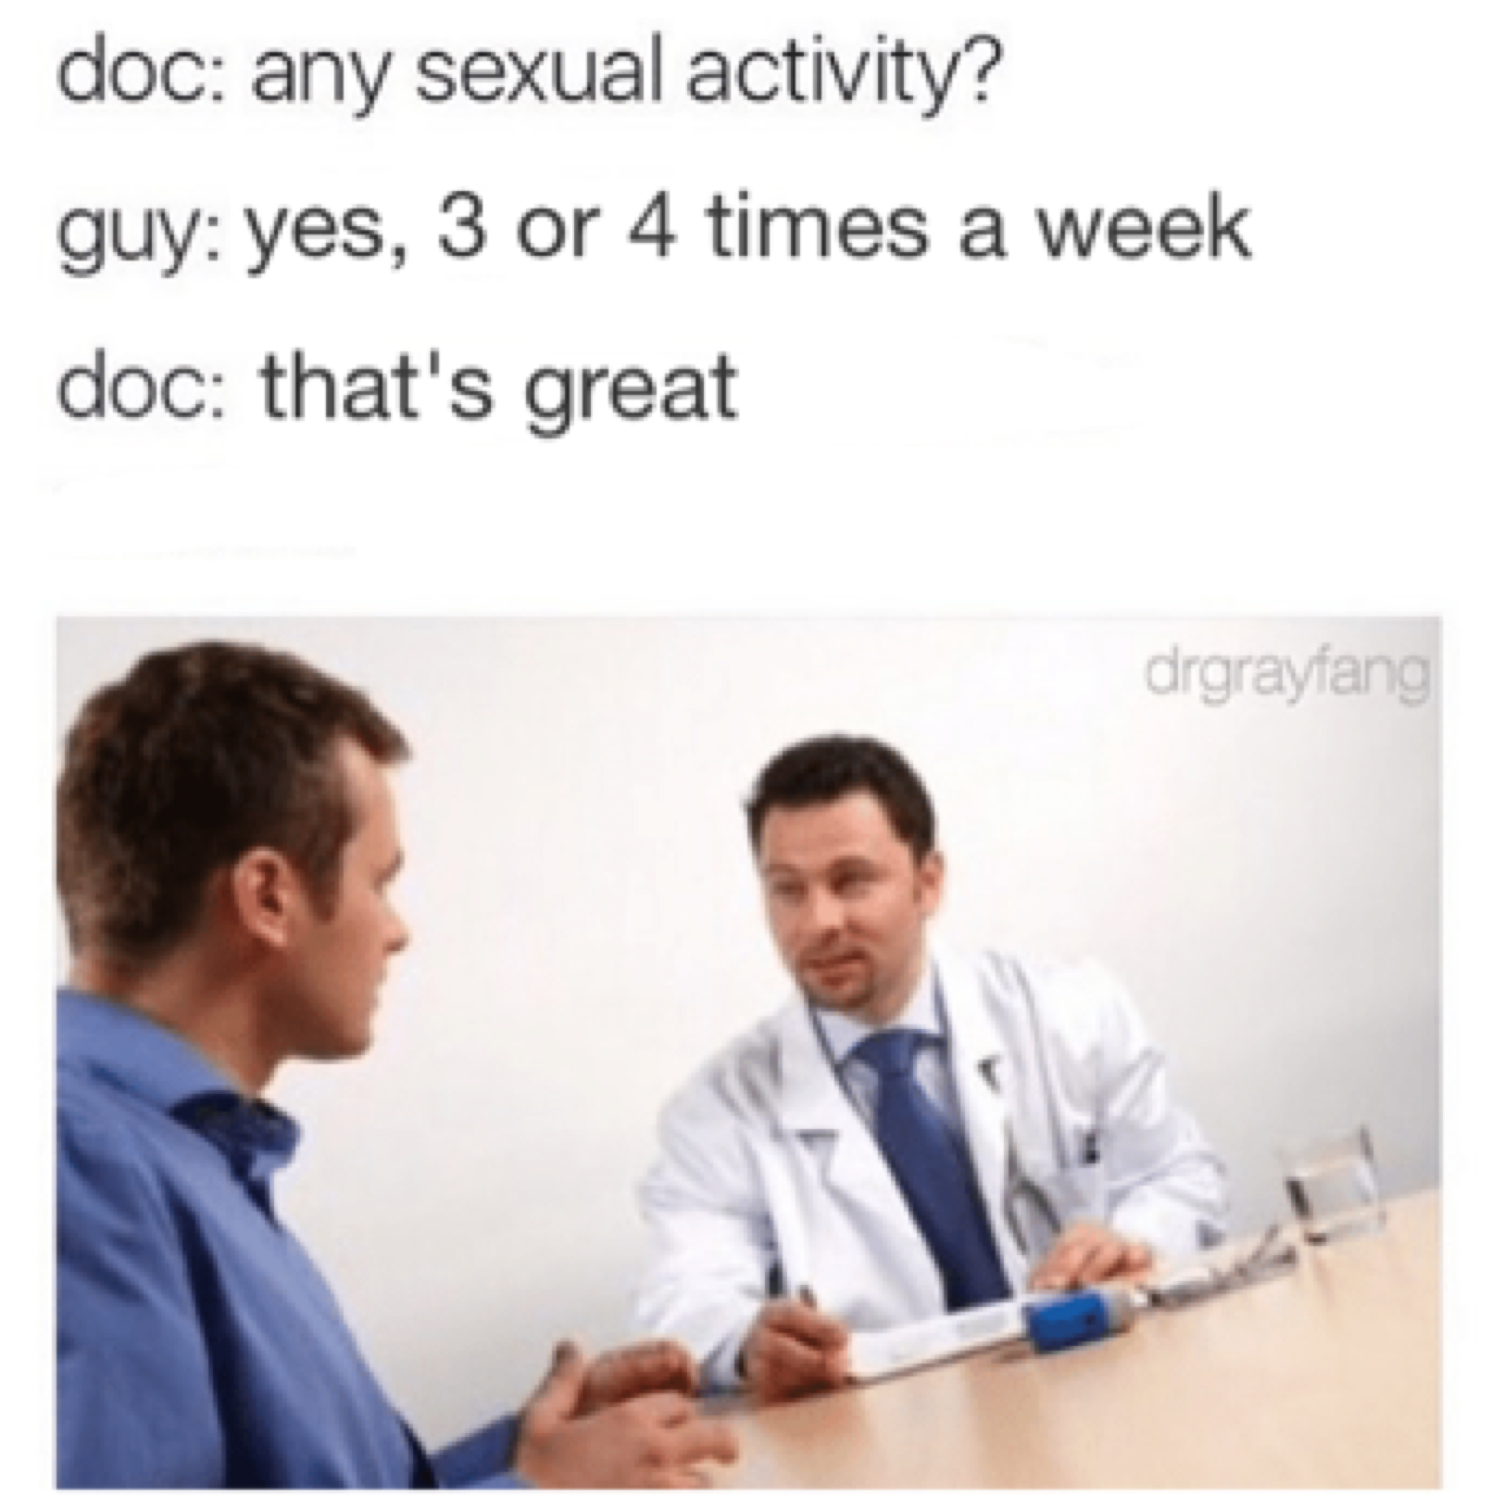 doc: any sexual activity?
guy: yes, 3 or 4 times a week
doc: that's great
drgrayfang